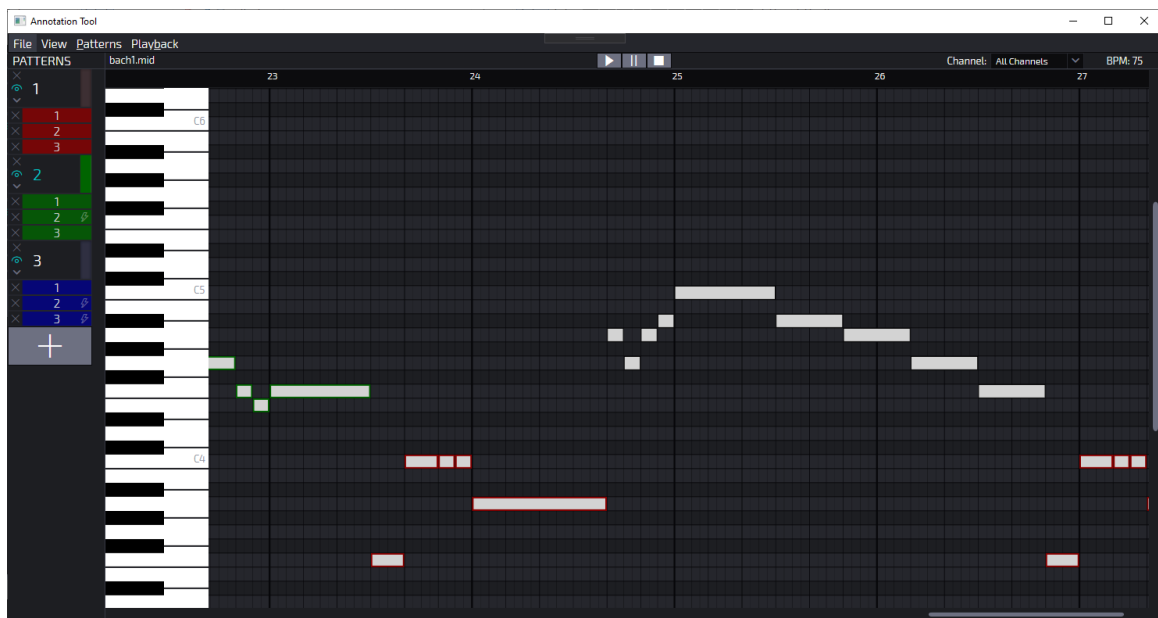 Annotation Tool
File View Patterns Playback
PATTERNS bach1.mid Channel: All Channels BPM: 75
23 24 25 26 27
1
1
2
3
2
1
2
3
3
1
2
3
C6
C5
C4